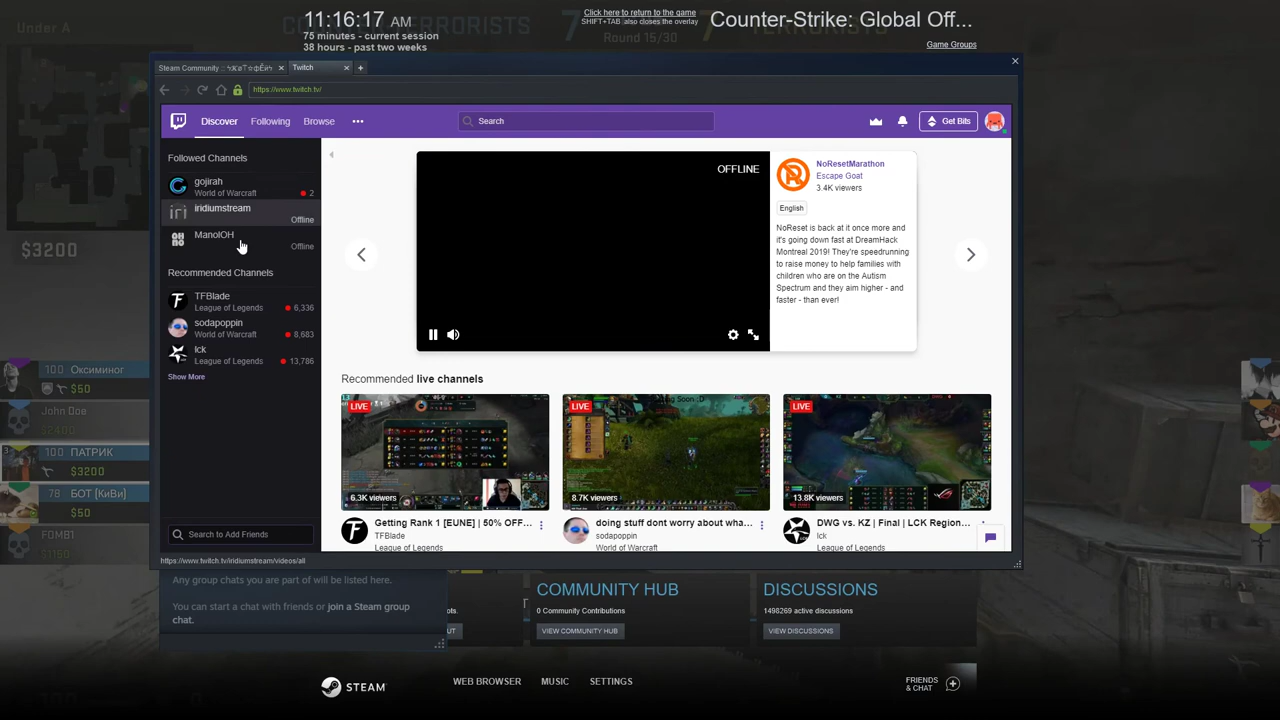 Under A
$3200
11:16:17 AM
75 minutes - current session
38 hours - past two weeks
Click here to return to the game
SHIFT+TAB also closes the overlay
Counter-Strike: Global Off...
Game Groups
7
Round 15/30
Twitch
https://www.twitch.tv/
Discover
Following
Browse
Search
Get Bits
Followed Channels
gojirah
World of Warcraft
2
iridiumstream
Offline
ManolOH
Offline
Recommended Channels
TFBlade
League of Legends
6,336
sodapoppin
World of Warcraft
8,683
lck
League of Legends
13,786
Show More
Search to Add Friends
https://www.twitch.tv/iridiumstream/videos/all
OFFLINE
NoResetMarathon
Escape Goat
3.4K viewers
English
NoReset is back at it once more and
it's going down fast at DreamHack
Montreal 2019! They're speedrunning
to raise money to help families with
children who are on the Autism
Spectrum and they aim higher - and
faster - than ever!
Recommended live channels
LIVE
6.3K viewers
Getting Rank 1 [EUNE] | 50% OFF...
TFBlade
League of Legends
LIVE
8.7K viewers
doing stuff dont worry about wha...
sodapoppin
World of Warcraft
LIVE
13.8K viewers
DWG vs. KZ | Final | LCK Region...
lck
League of Legends
100 Оксиминог
$50
John Doe
$2400
3
100 ПАТРИК
$3200
78 БОТ [КиВи]
$50
FOMB1
$1150
Any group chats you are part of will be listed here.
You can start a chat with friends or join a Steam group
chat.
COMMUNITY HUB
0 Community Contributions
VIEW COMMUNITY HUB
DISCUSSIONS
1498269 active discussions
VIEW DISCUSSIONS
STEAM
WEB BROWSER
MUSIC
SETTINGS
FRIENDS
& CHAT